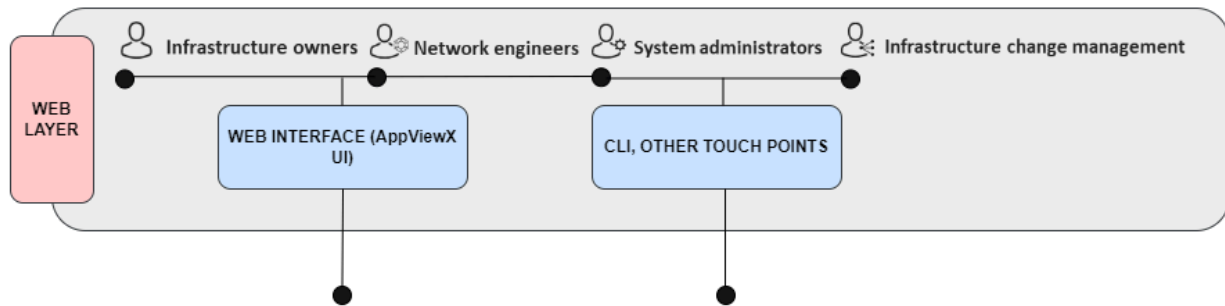 Infrastructure owners
Network engineers
System administrators
Infrastructure change management
WEB
LAYER
WEB INTERFACE (AppViewX
UI)
CLI, OTHER TOUCH POINTS